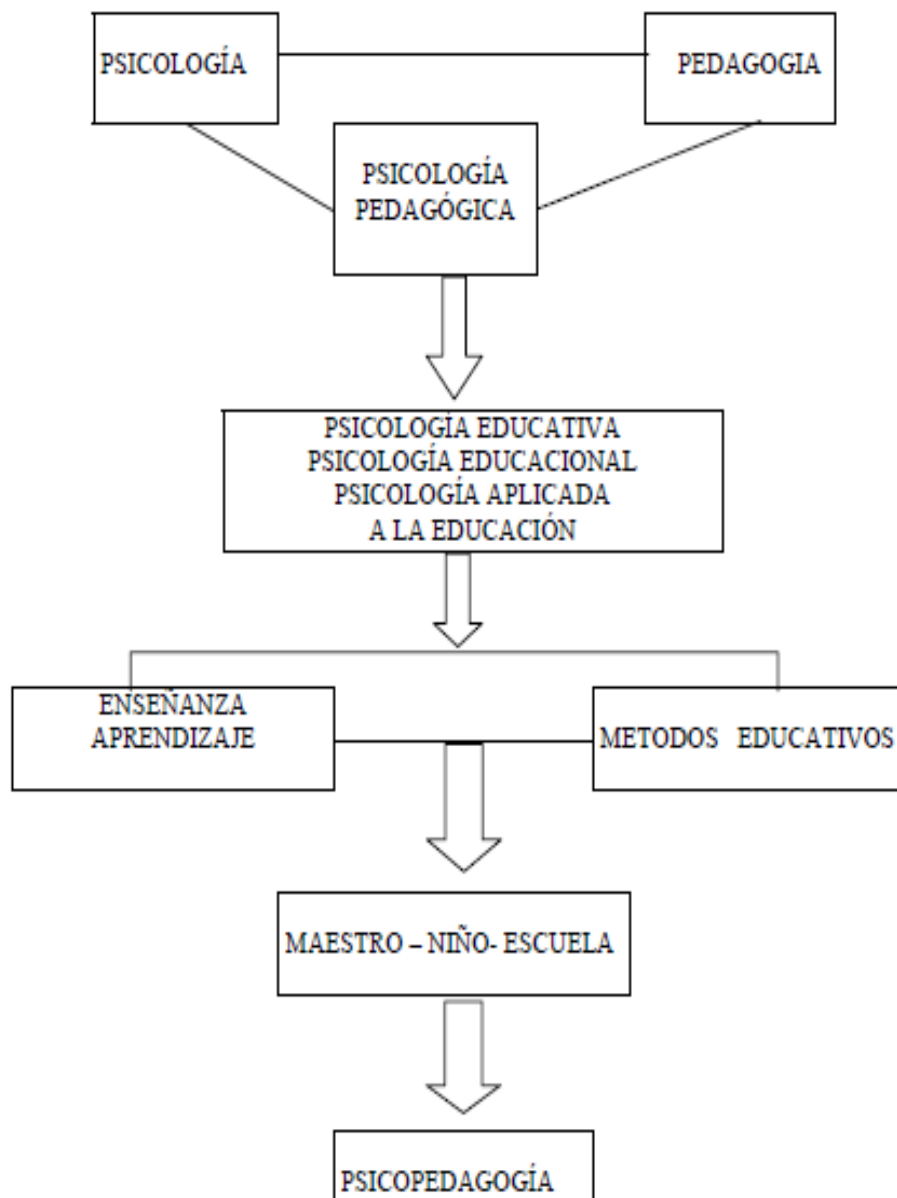 PSICOLOGÍA
PEDAGOGIA
PSICOLOGÍA
PEDAGÓGICA
PSICOLOGÍA EDUCATIVA
PSICOLOGÍA EDUCACIONAL
PSICOLOGÍA APLICADA
A LA EDUCACIÓN
ENSEÑANZA
APRENDIZAJE
METODOS EDUCATIVOS
MAESTRO – NIÑO- ESCUELA
PSICOPEDAGOGÍA